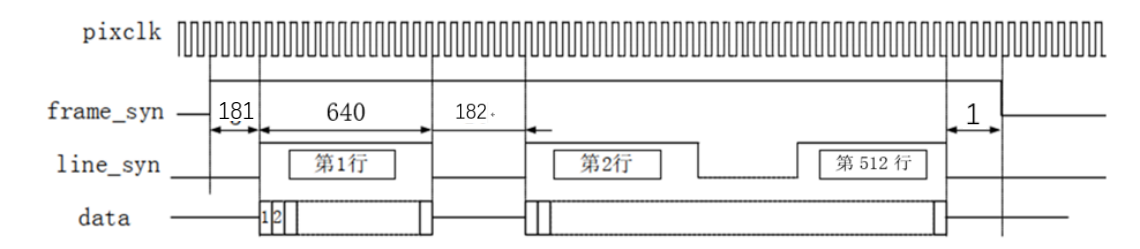 pixclk
frame_syn 181 640 182 1
line_syn 第1行 第2行 第 512 行
data 1 2